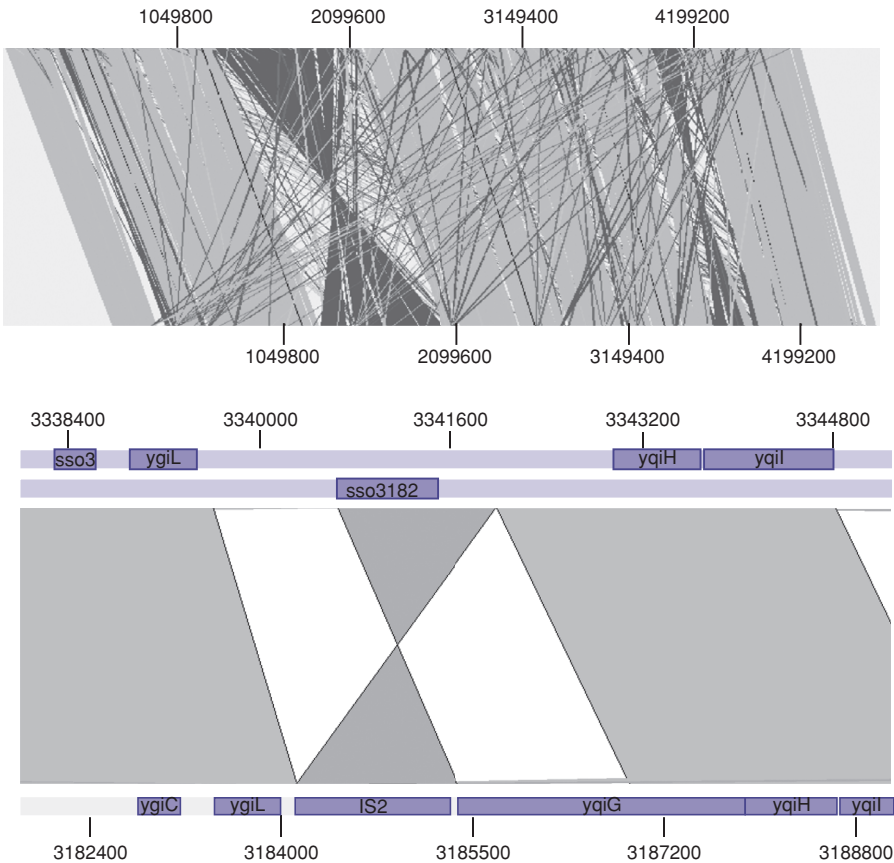 1049800 2099600 3149400 4199200
1049800 2099600 3149400 4199200
3338400 3340000 3341600 3343200 3344800
sso3 ygiL yqiH yqiI
sso3182
ygiC ygiL IS2 yqiG yqiH yqiI
3182400 3184000 3185500 3187200 3188800